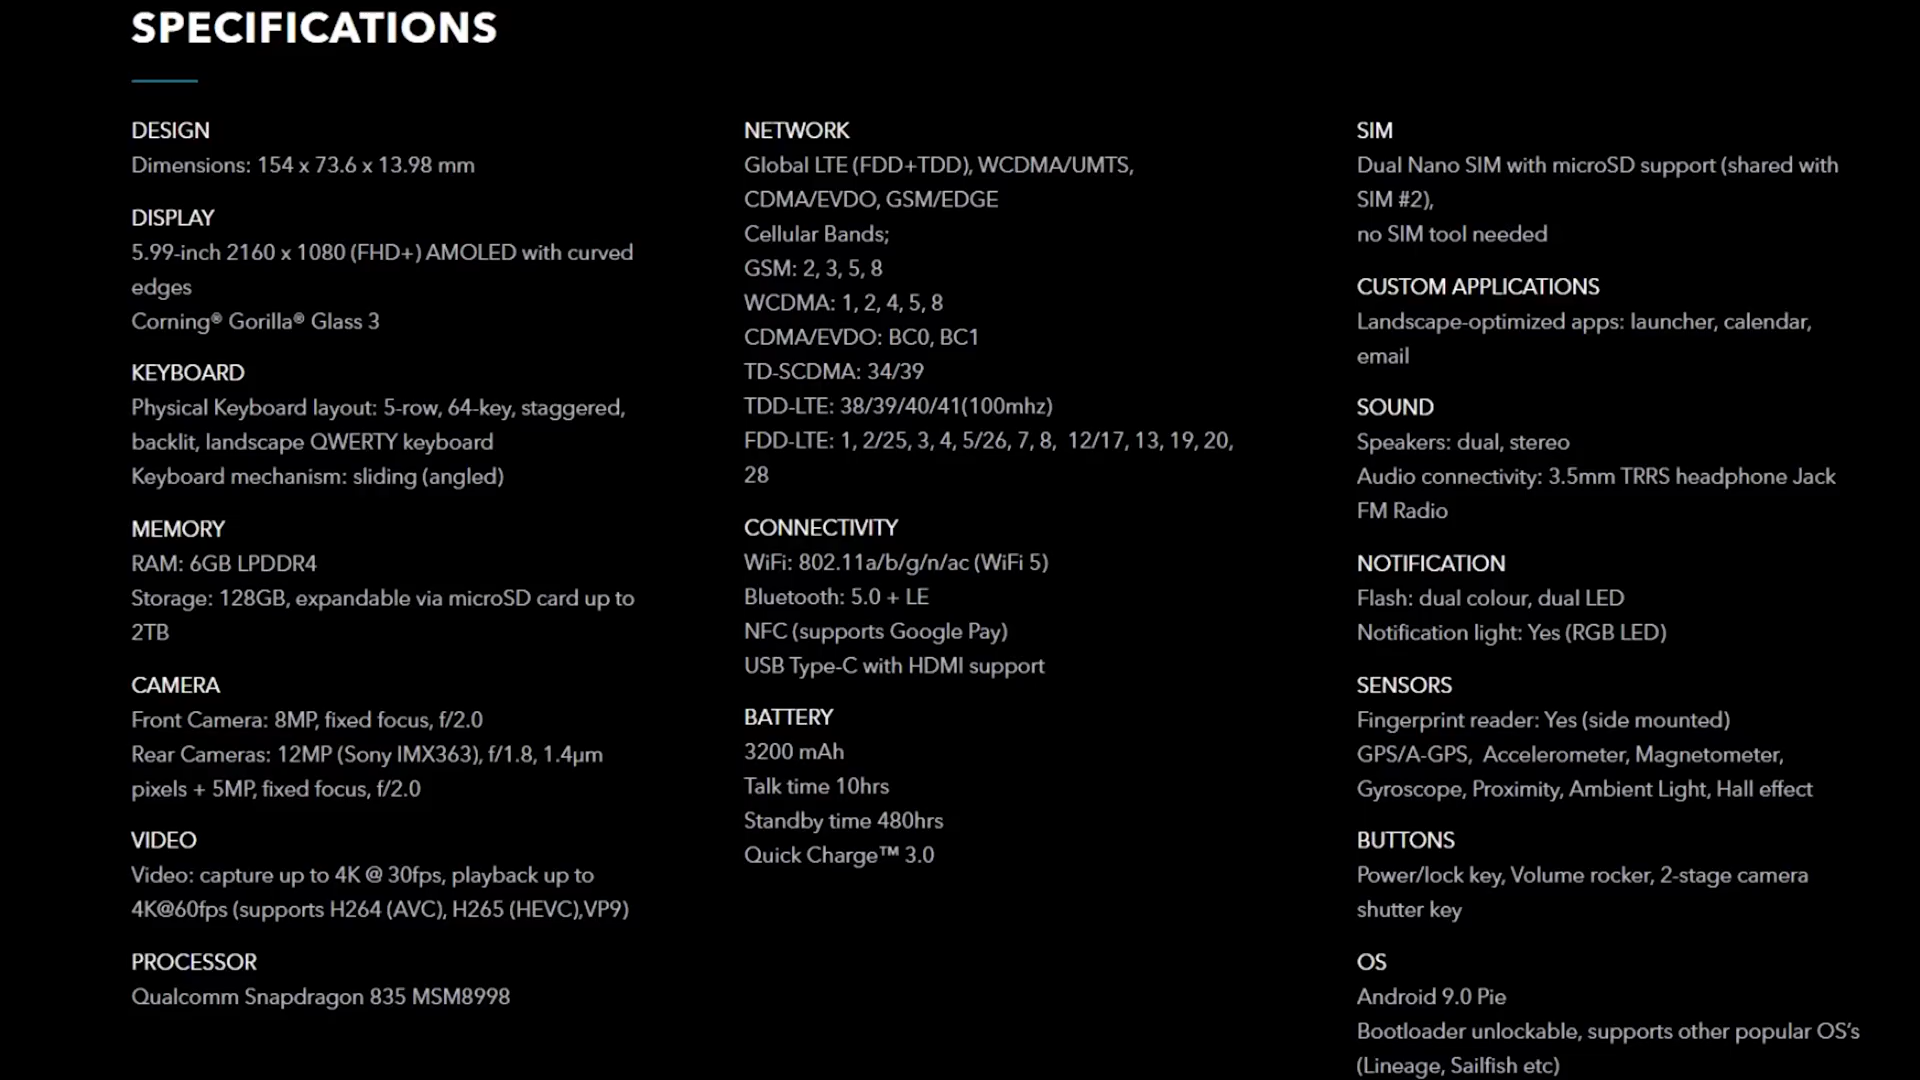 SPECIFICATIONS
DESIGN
Dimensions: 154 x 73.6 x 13.98 mm
DISPLAY
5.99-inch 2160 x 1080 (FHD+) AMOLED with curved
edges
Corning® Gorilla® Glass 3
KEYBOARD
Physical Keyboard layout: 5-row, 64-key, staggered,
backlit, landscape QWERTY keyboard
Keyboard mechanism: sliding (angled)
MEMORY
RAM: 6GB LPDDR4
Storage: 128GB, expandable via microSD card up to
2TB
CAMERA
Front Camera: 8MP, fixed focus, f/2.0
Rear Cameras: 12MP (Sony IMX363), f/1.8, 1.4μm
pixels + 5MP, fixed focus, f/2.0
VIDEO
Video: capture up to 4K @ 30fps, playback up to
4K@60fps (supports H264 (AVC), H265 (HEVC),VP9)
PROCESSOR
Qualcomm Snapdragon 835 MSM8998
NETWORK
Global LTE (FDD+TDD), WCDMA/UMTS,
CDMA/EVDO, GSM/EDGE
Cellular Bands;
GSM: 2, 3, 5, 8
WCDMA: 1, 2, 4, 5, 8
CDMA/EVDO: BC0, BC1
TD-SCDMA: 34/39
TDD-LTE: 38/39/40/41(100mhz)
FDD-LTE: 1, 2/25, 3, 4, 5/26, 7, 8, 12/17, 13, 19, 20,
28
CONNECTIVITY
WiFi: 802.11a/b/g/n/ac (WiFi 5)
Bluetooth: 5.0 + LE
NFC (supports Google Pay)
USB Type-C with HDMI support
BATTERY
3200 mAh
Talk time 10hrs
Standby time 480hrs
Quick Charge™ 3.0
SIM
Dual Nano SIM with microSD support (shared with
SIM #2),
no SIM tool needed
CUSTOM APPLICATIONS
Landscape-optimized apps: launcher, calendar,
email
SOUND
Speakers: dual, stereo
Audio connectivity: 3.5mm TRRS headphone Jack
FM Radio
NOTIFICATION
Flash: dual colour, dual LED
Notification light: Yes (RGB LED)
SENSORS
Fingerprint reader: Yes (side mounted)
GPS/A-GPS, Accelerometer, Magnetometer,
Gyroscope, Proximity, Ambient Light, Hall effect
BUTTONS
Power/lock key, Volume rocker, 2-stage camera
shutter key
OS
Android 9.0 Pie
Bootloader unlockable, supports other popular OS's
(Lineage, Sailfish etc)